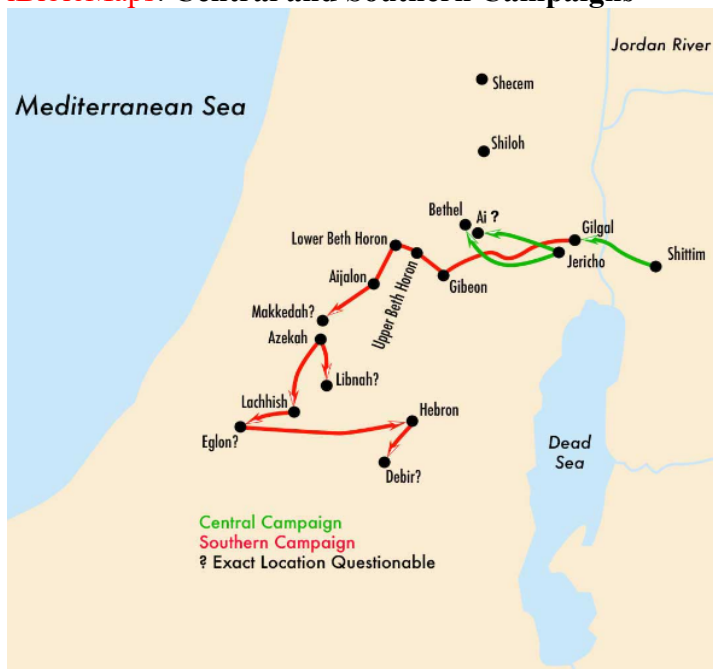 : Central and Southern Campaigns
Jordan River
Mediterranean Sea
Shecem
Shiloh
Bethel
Ai ?
Gilgal
Lower Beth Horon
Jericho
Shittim
Aijalon
Upper Beth Horon
Gibeon
Makkedah?
Azekah
Libnah?
Lachhish
Hebron
Eglon?
Dead
Sea
Debir?
Central Campaign
Southern Campaign
? Exact Location Questionable